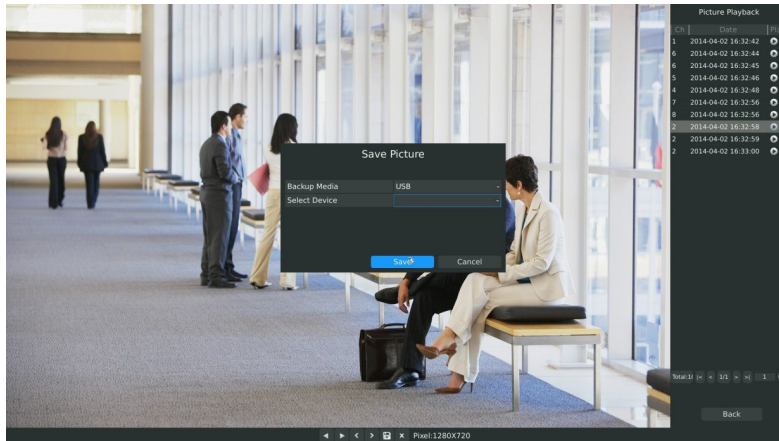 Picture Playback
Ch Date Pla
1 2014-04-02 16:32:42
6 2014-04-02 16:32:44
6 2014-04-02 16:32:45
5 2014-04-02 16:32:46
4 2014-04-02 16:32:48
7 2014-04-02 16:32:56
8 2014-04-02 16:32:56
2 2014-04-02 16:32:58
2 2014-04-02 16:32:59
2 2014-04-02 16:33:00
Save Picture
Backup Media USB
Select Device
Save Cancel
Total:1( |< < 1/1 > >| 1
Back
Pixel:1280X720